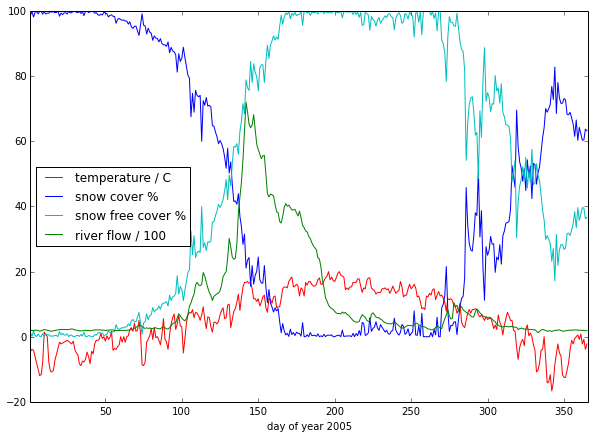 100
80
60
40
20
0
−20
temperature / C
snow cover %
snow free cover %
river flow / 100
50 100 150 200 250 300 350
day of year 2005